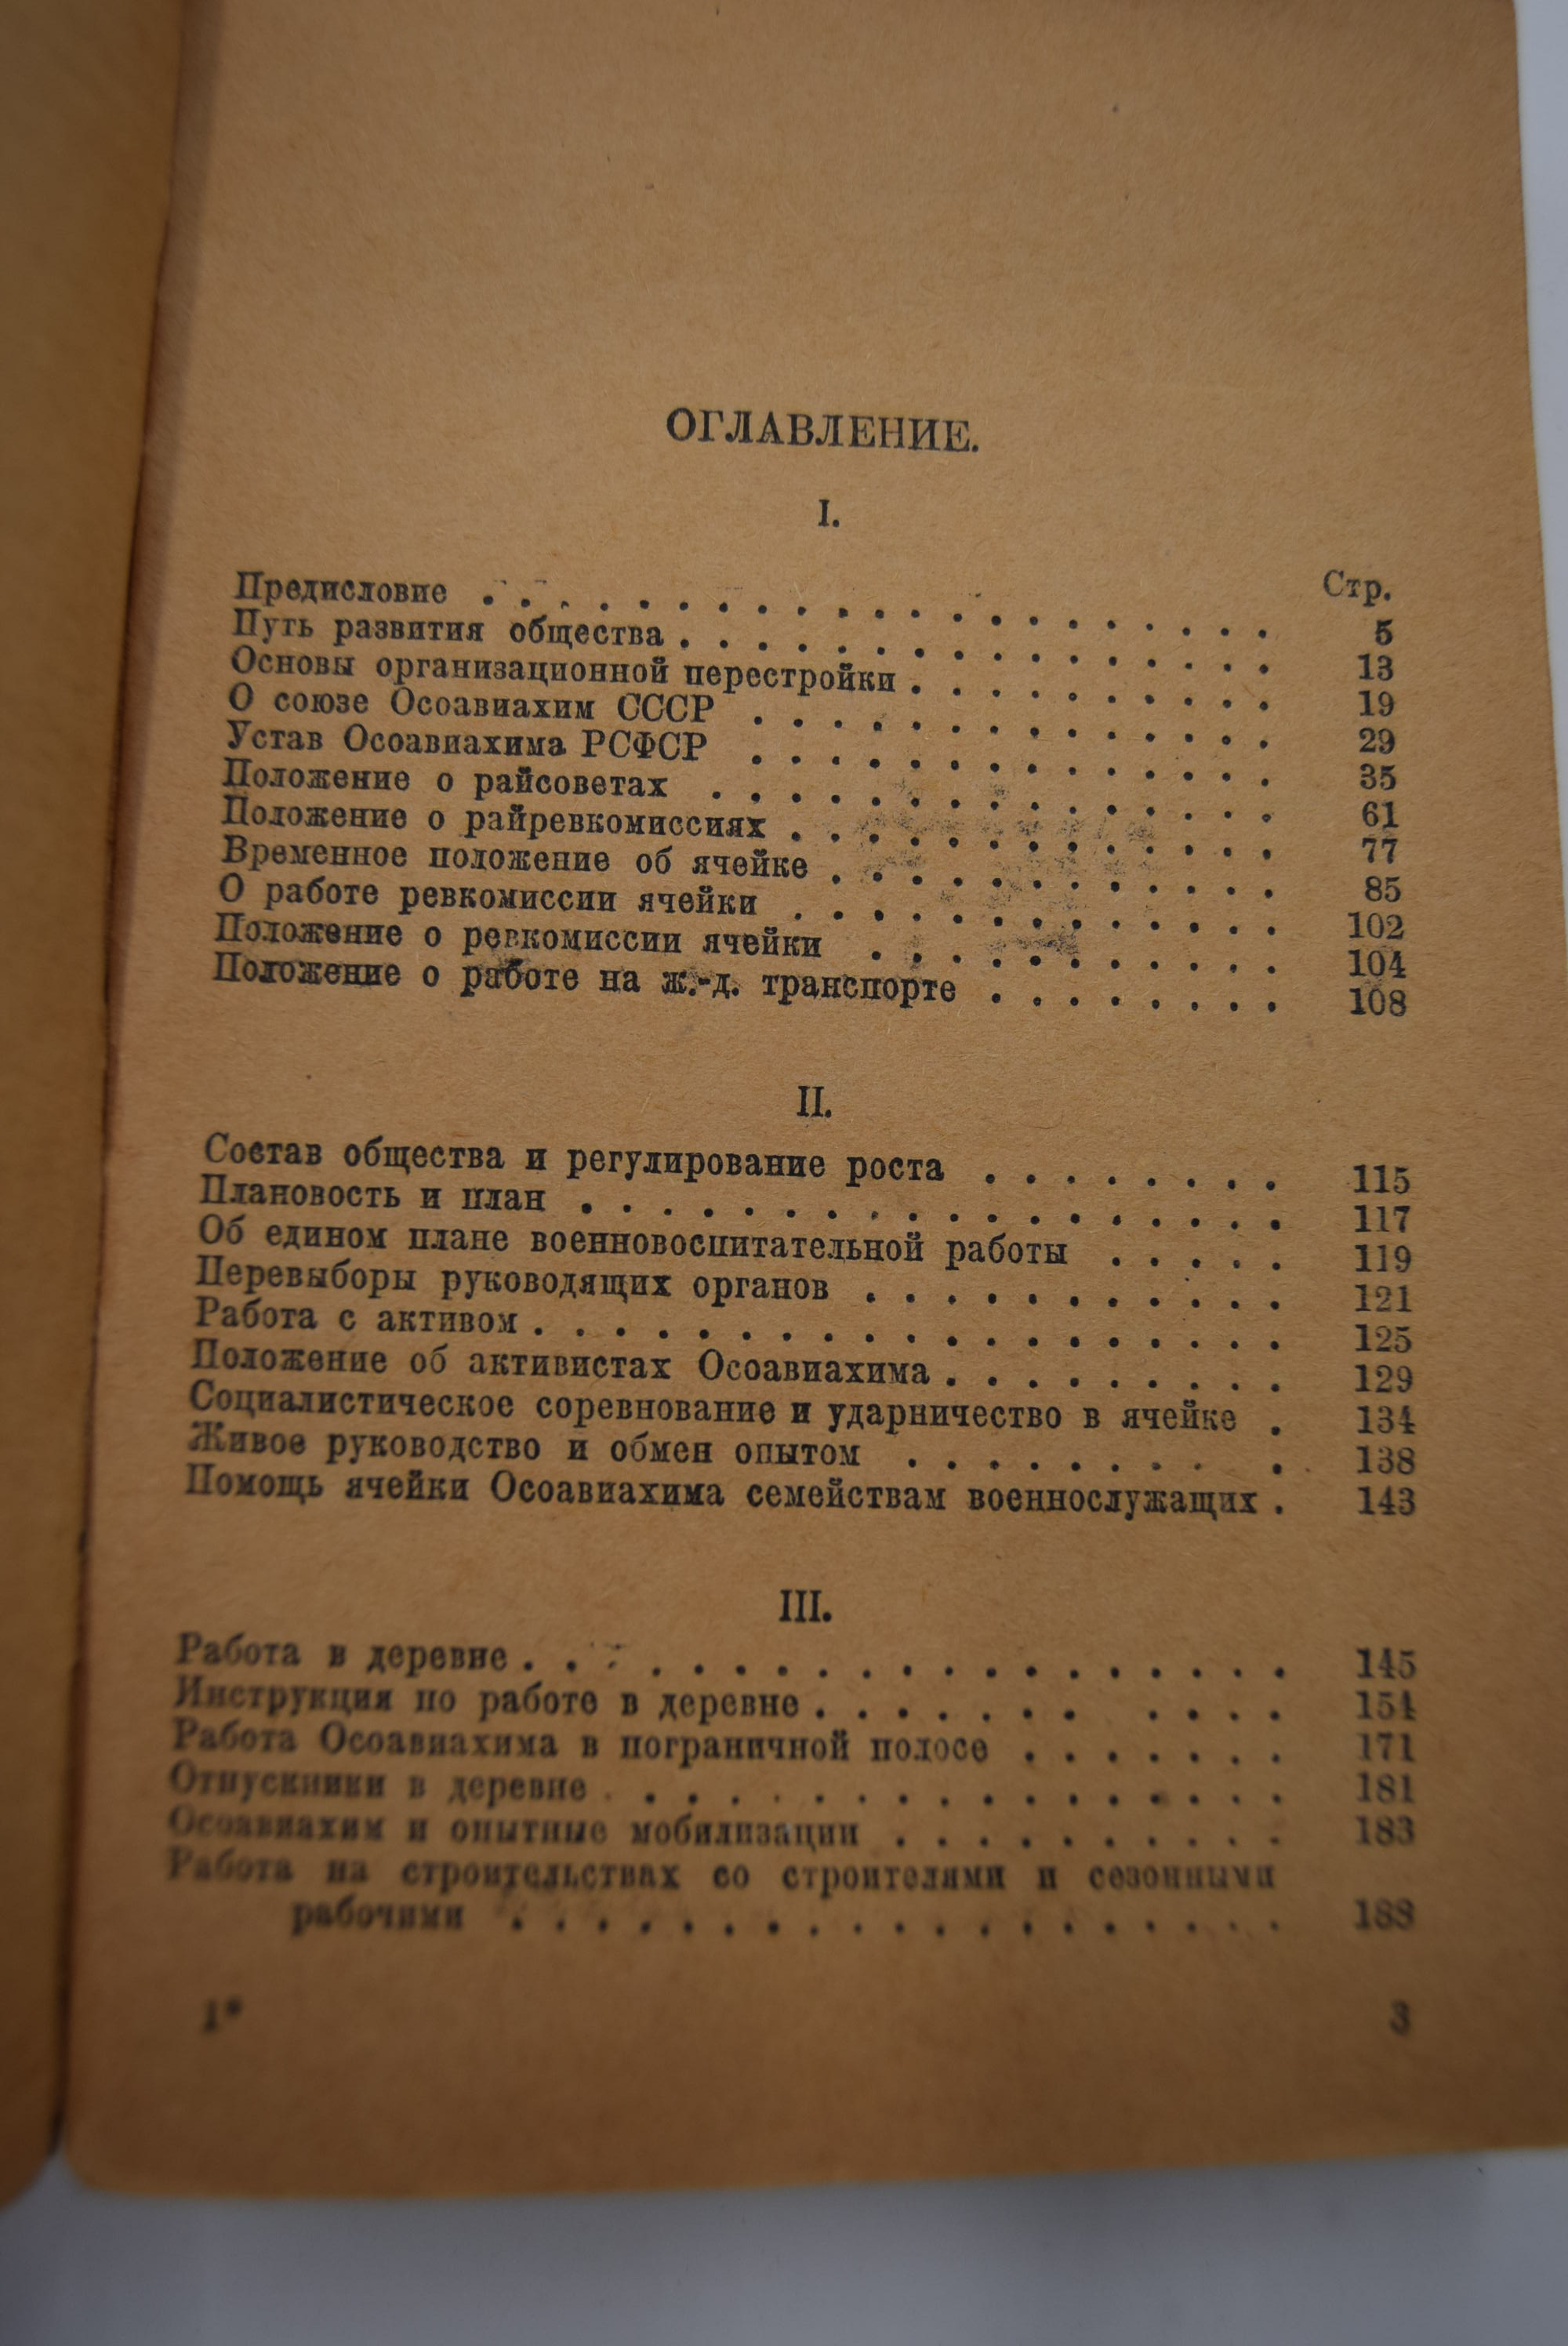 ОГЛАВЛЕНИЕ.
I.
Стр.
Предисловие . . . . . . . . . . . . . . . . . . . . . 5
Путь развития общества . . . . . . . . . . . . . . . . 13
Основы организационной перестройки . . . . . . . . . . 19
О союзе Осоавиахим СССР . . . . . . . . . . . . . . 29
Устав Осоавиахима РСФСР . . . . . . . . . . . . . . 35
Положение о райсоветах . . . . . . . . . . . . . . . 61
Положение о райревкомиссиях . . . . . . . . . . . . . 77
Временное положение об ячейке . . . . . . . . . . . . 85
О работе ревкомиссии ячейки . . . . . . . . . . . . . 102
Положение о ревкомиссии ячейки . . . . . . . . . . . 104
Положение о работе на ж.-д. транспорте . . . . . . . . 108
II.
Состав общества и регулирование роста . . . . . . . . 115
Плановость и план . . . . . . . . . . . . . . . . . . 117
Об едином плане военновоспитательной работы . . . . . 119
Перевыборы руководящих органов . . . . . . . . . . . 121
Работа с активом . . . . . . . . . . . . . . . . . . . 125
Положение об активистах Осоавиахима . . . . . . . . . 129
Социалистическое соревнование и ударничество в ячейке . 134
Живое руководство и обмен опытом . . . . . . . . . 138
Помощь ячейки Осоавиахима семействам военнослужащих . 143
III.
Работа в деревне . . . . . . . . . . . . . . . . . . . 145
Инструкция по работе в деревне . . . . . . . . . . . 154
Работа Осоавиахима в пограничной полосе . . . . . . . 171
Отпускники в деревне . . . . . . . . . . . . . . . . . 181
Осоавиахим и опытные мобилизации . . . . . . . . . . 183
Работа на строительствах со строителями и сезонными
рабочими . . . . . . . . . . . . . . . . . . . 188
1* 3